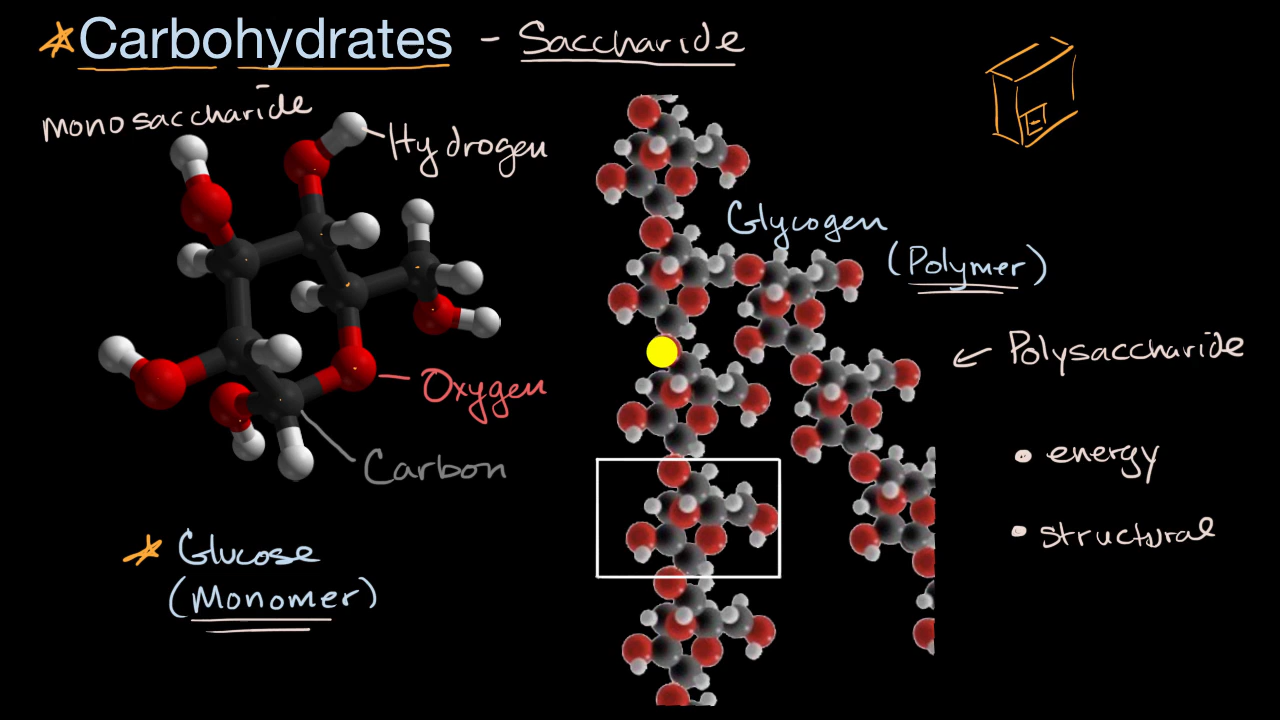 *Carbohydrates - Saccharide
monosaccharide
Hydrogen
Glycogen
(Polymer)
Polysaccharide
Oxygen
Carbon
• energy
• structural
* Glucose
(Monomer)